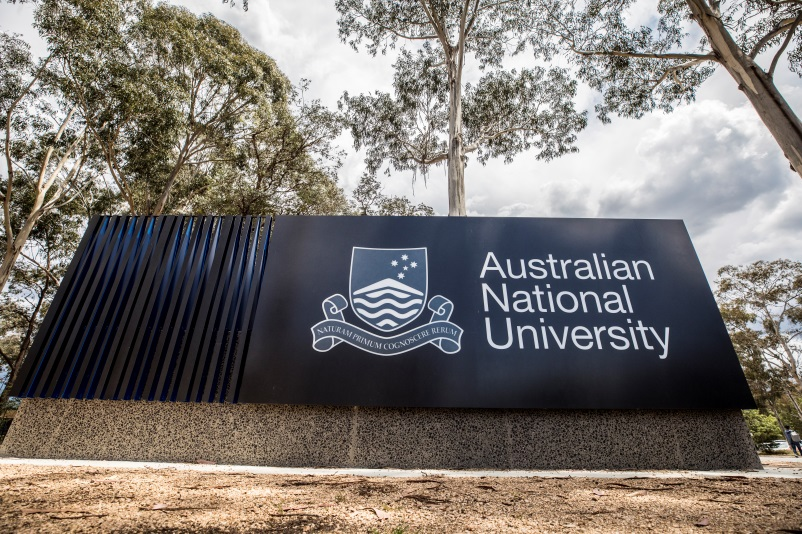 NATURAM PRIMUM COGNOSCERE RERUM
Australian
National
University